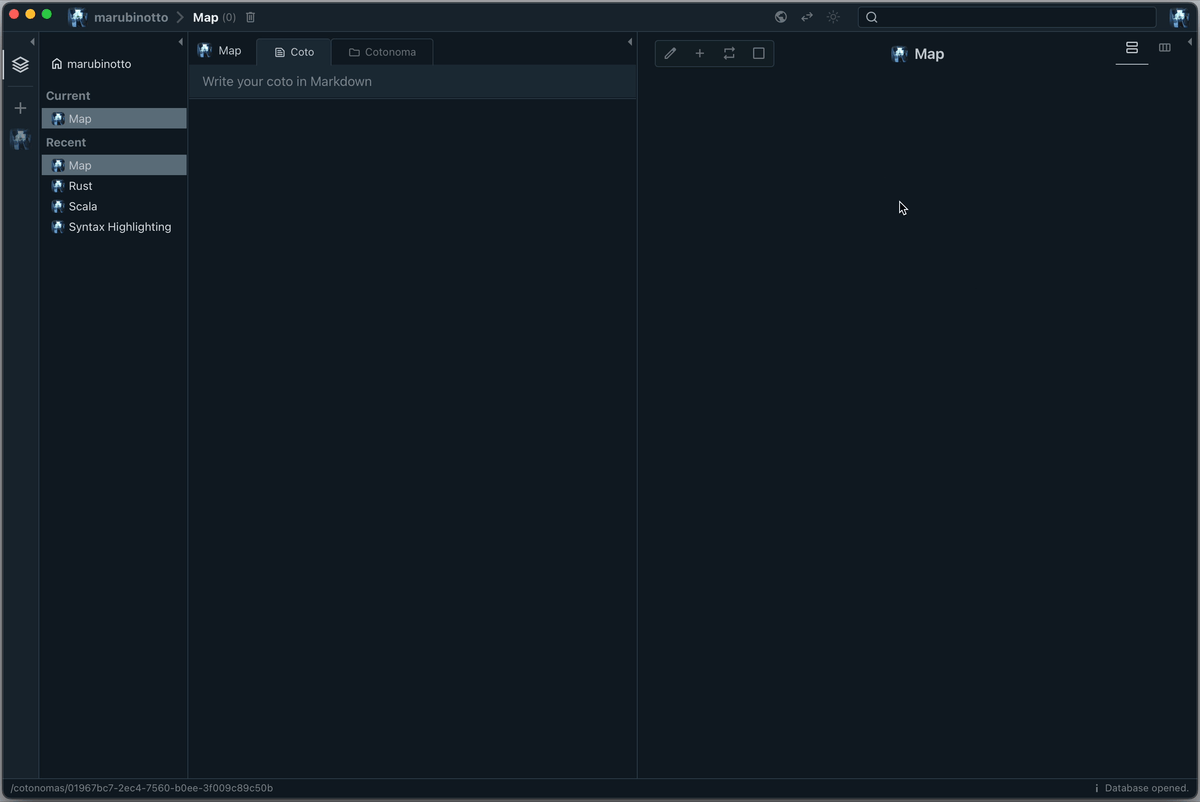 marubinotto > Map (0)
marubinotto
Current
Map
Recent
Map
Rust
Scala
Syntax Highlighting
Map
Coto
Cotonoma
Write your coto in Markdown
Map
/cotonomas/01967bc7-2ec4-7560-b0ee-3f009c89c50b
Database opened.